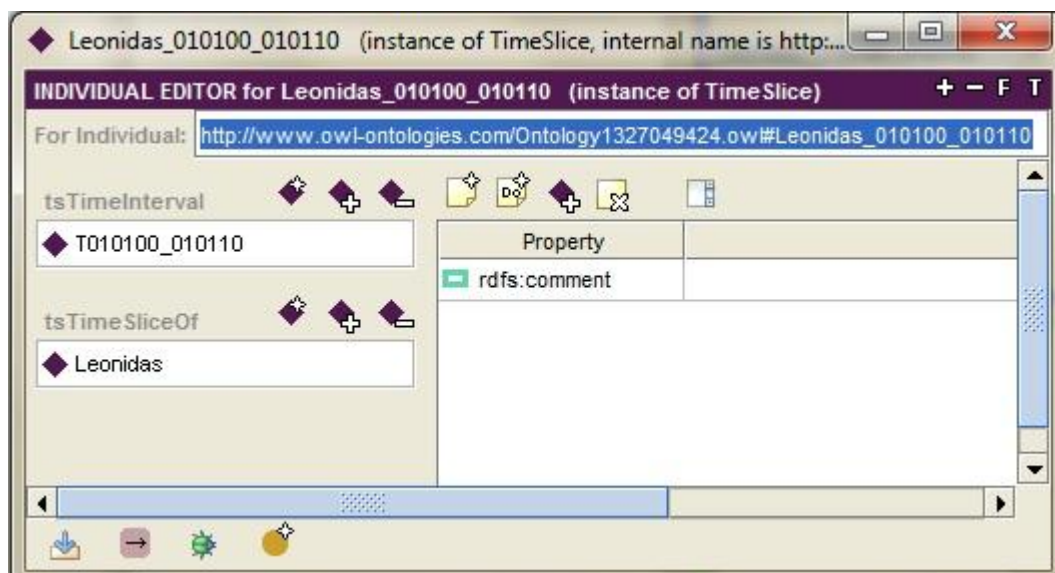 Leonidas_010100_010110 (instance of TimeSlice, internal name is http:...
INDIVIDUAL EDITOR for Leonidas_010100_010110 (instance of TimeSlice) + − F T
For Individual: http://www.owl-ontologies.com/Ontology1327049424.owl#Leonidas_010100_010110
tsTimeInterval
T010100_010110
Property
rdfs:comment
tsTimeSliceOf
Leonidas